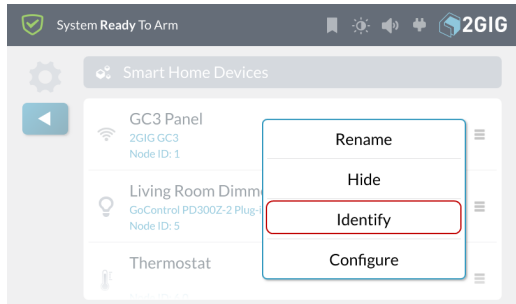 System Ready To Arm
2GIG
Smart Home Devices
GC3 Panel
2GIG GC3
Node ID: 1
Living Room Dimme
GoControl PD300Z-2 Plug-i
Node ID: 5
Thermostat
Rename
Hide
Identify
Configure